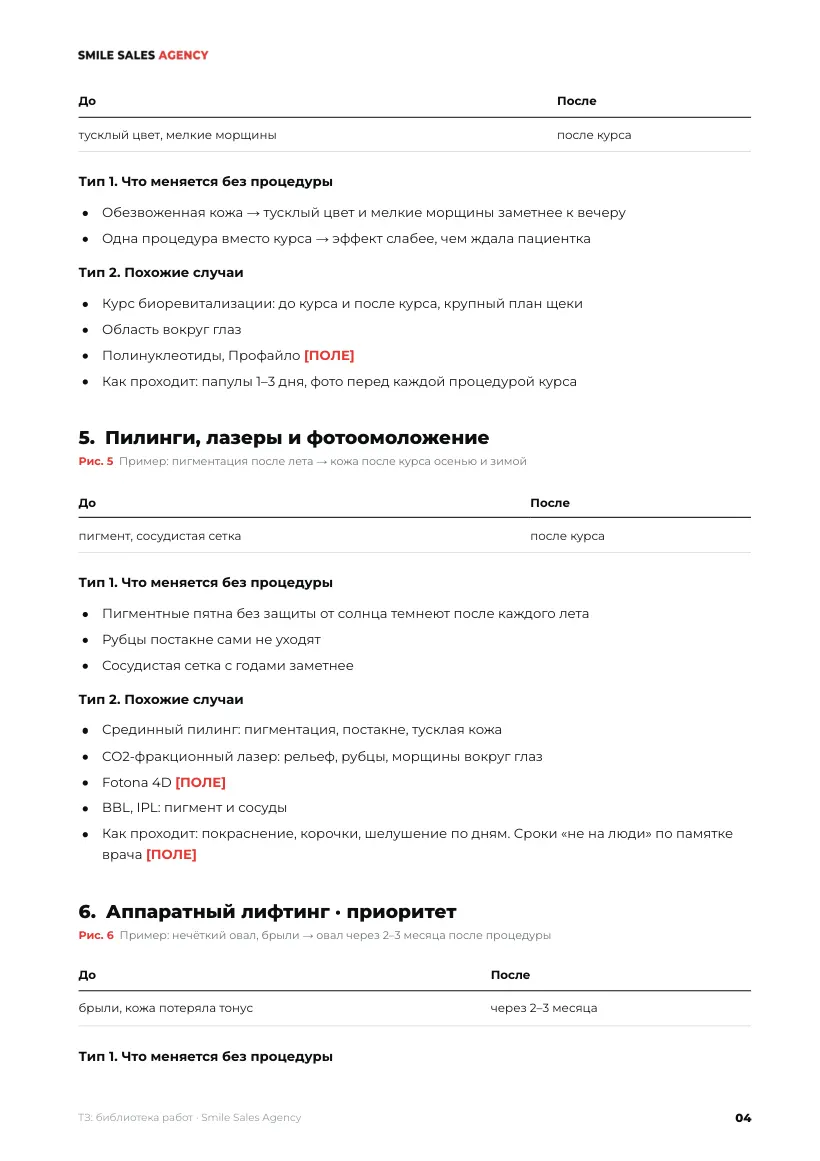 SMILE SALES AGENCY
До После
тусклый цвет, мелкие морщины после курса
Тип 1. Что меняется без процедуры
• Обезвоженная кожа → тусклый цвет и мелкие морщины заметнее к вечеру
• Одна процедура вместо курса → эффект слабее, чем ждала пациентка
Тип 2. Похожие случаи
• Курс биоревитализации: до курса и после курса, крупный план щеки
• Область вокруг глаз
• Полинуклеотиды, Профайло [ПОЛЕ]
• Как проходит: папулы 1–3 дня, фото перед каждой процедурой курса
5. Пилинги, лазеры и фотоомоложение
Рис. 5 Пример: пигментация после лета → кожа после курса осенью и зимой
До После
пигмент, сосудистая сетка после курса
Тип 1. Что меняется без процедуры
• Пигментные пятна без защиты от солнца темнеют после каждого лета
• Рубцы постакне сами не уходят
• Сосудистая сетка с годами заметнее
Тип 2. Похожие случаи
• Срединный пилинг: пигментация, постакне, тусклая кожа
• CO2-фракционный лазер: рельеф, рубцы, морщины вокруг глаз
• Fotona 4D [ПОЛЕ]
• BBL, IPL: пигмент и сосуды
• Как проходит: покраснение, корочки, шелушение по дням. Сроки «не на люди» по памятке
врача [ПОЛЕ]
6. Аппаратный лифтинг · приоритет
Рис. 6 Пример: нечёткий овал, брыли → овал через 2–3 месяца после процедуры
До После
брыли, кожа потеряла тонус через 2–3 месяца
Тип 1. Что меняется без процедуры
ТЗ: библиотека работ · Smile Sales Agency 04